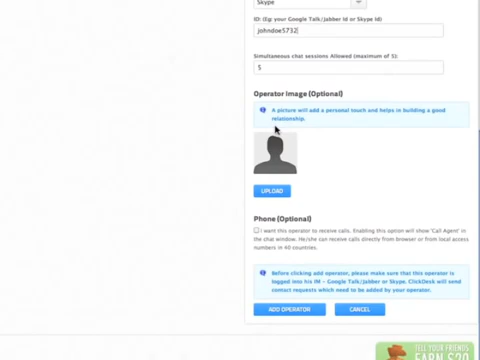 Skype
ID: (Eg: your Google Talk/Jabber Id or Skype Id)
johndoe5732
Simultaneous chat sessions Allowed (maximum of 5):
5
Operator Image (Optional)
A picture will add a personal touch and helps in building a good
relationship.
UPLOAD
Phone (Optional)
I want this operator to receive calls. Enabling this option will show 'Call Agent' in
the chat window. He/she can receive calls directly from browser or from local access
numbers in 40 countries.
Before clicking add operator, please make sure that this operator is
logged into his IM - Google Talk/Jabber or Skype. ClickDesk will send
contact requests which need to be added by your operator.
ADD OPERATOR
CANCEL
TELL YOUR FRIENDS
EARN $20